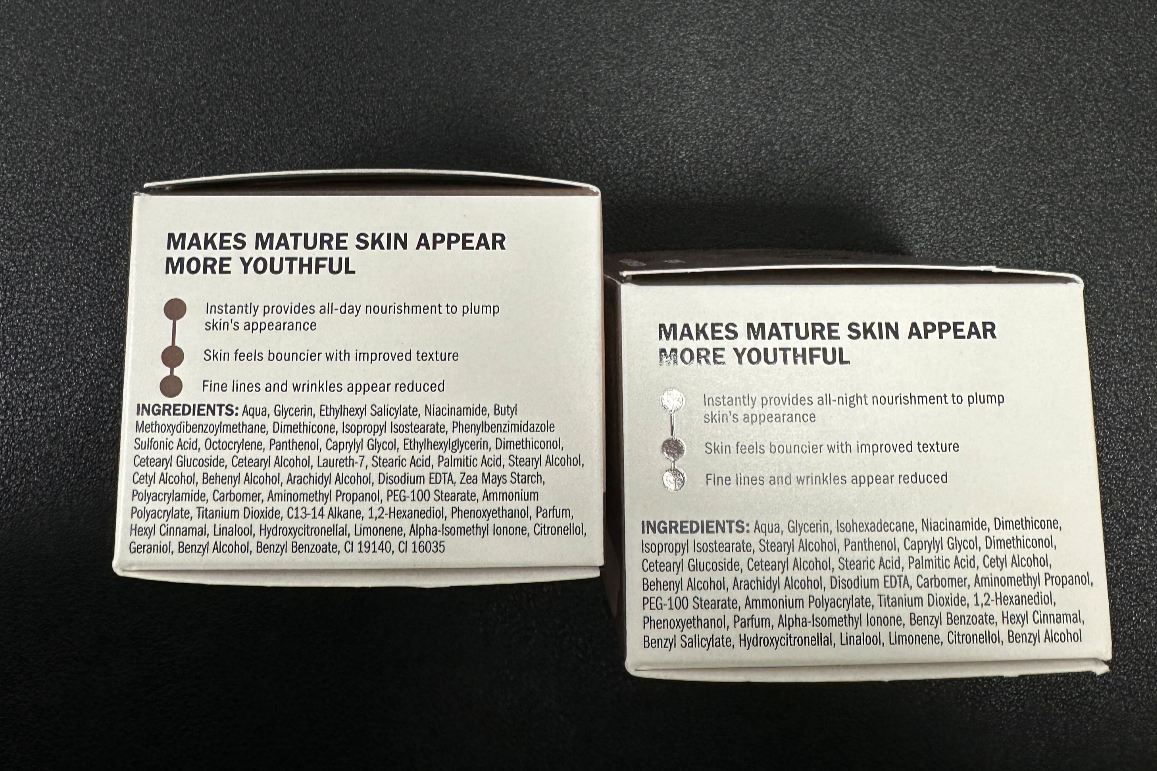 MAKES MATURE SKIN APPEAR
MORE YOUTHFUL
Instantly provides all-day nourishment to plump
skin's appearance
Skin feels bouncier with improved texture
Fine lines and wrinkles appear reduced
INGREDIENTS: Aqua, Glycerin, Ethylhexyl Salicylate, Niacinamide, Butyl
Methoxydibenzoylmethane, Dimethicone, Isopropyl Isostearate, Phenylbenzimidazole
Sulfonic Acid, Octocrylene, Panthenol, Caprylyl Glycol, Ethylhexylglycerin, Dimethiconol,
Cetearyl Glucoside, Cetearyl Alcohol, Laureth-7, Stearic Acid, Palmitic Acid, Stearyl Alcohol,
Cetyl Alcohol, Behenyl Alcohol, Arachidyl Alcohol, Disodium EDTA, Zea Mays Starch,
Polyacrylamide, Carbomer, Aminomethyl Propanol, PEG-100 Stearate, Ammonium
Polyacrylate, Titanium Dioxide, C13-14 Alkane, 1,2-Hexanediol, Phenoxyethanol, Parfum,
Hexyl Cinnamal, Linalool, Hydroxycitronellal, Limonene, Alpha-Isomethyl Ionone, Citronellol,
Geraniol, Benzyl Alcohol, Benzyl Benzoate, CI 19140, CI 16035
MAKES MATURE SKIN APPEAR
MORE YOUTHFUL
Instantly provides all-night nourishment to plump
skin's appearance
Skin feels bouncier with improved texture
Fine lines and wrinkles appear reduced
INGREDIENTS: Aqua, Glycerin, Isohexadecane, Niacinamide, Dimethicone,
Isopropyl Isostearate, Stearyl Alcohol, Panthenol, Caprylyl Glycol, Dimethiconol,
Cetearyl Glucoside, Cetearyl Alcohol, Stearic Acid, Palmitic Acid, Cetyl Alcohol,
Behenyl Alcohol, Arachidyl Alcohol, Disodium EDTA, Carbomer, Aminomethyl Propanol,
PEG-100 Stearate, Ammonium Polyacrylate, Titanium Dioxide, 1,2-Hexanediol,
Phenoxyethanol, Parfum, Alpha-Isomethyl Ionone, Benzyl Benzoate, Hexyl Cinnamal,
Benzyl Salicylate, Hydroxycitronellal, Linalool, Limonene, Citronellol, Benzyl Alcohol